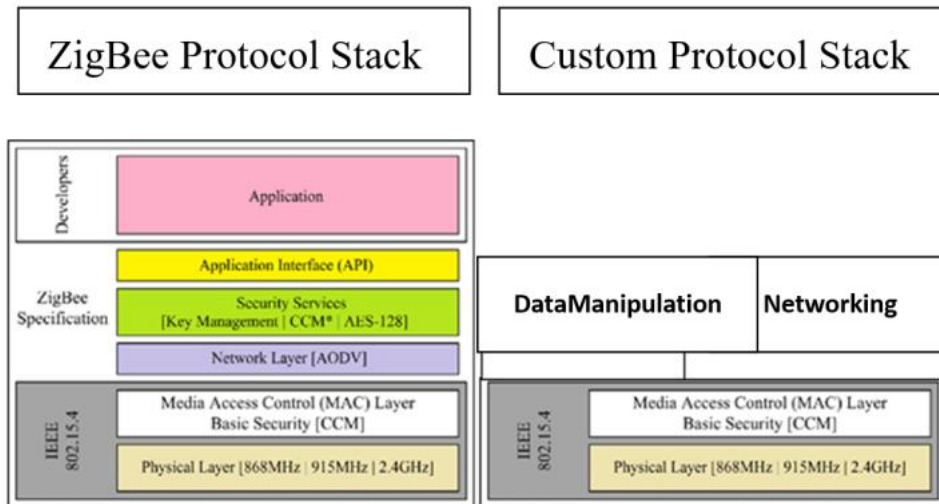 ZigBee Protocol Stack
Custom Protocol Stack
Developers
Application
ZigBee
Specification
Application Interface (API)
Security Services
[Key Management | CCM* | AES-128]
Network Layer [AODV]
IEEE
802.15.4
Media Access Control (MAC) Layer
Basic Security [CCM]
Physical Layer [868MHz | 915MHz | 2.4GHz]
DataManipulation
Networking
IEEE
802.15.4
Media Access Control (MAC) Layer
Basic Security [CCM]
Physical Layer [868MHz | 915MHz | 2.4GHz]